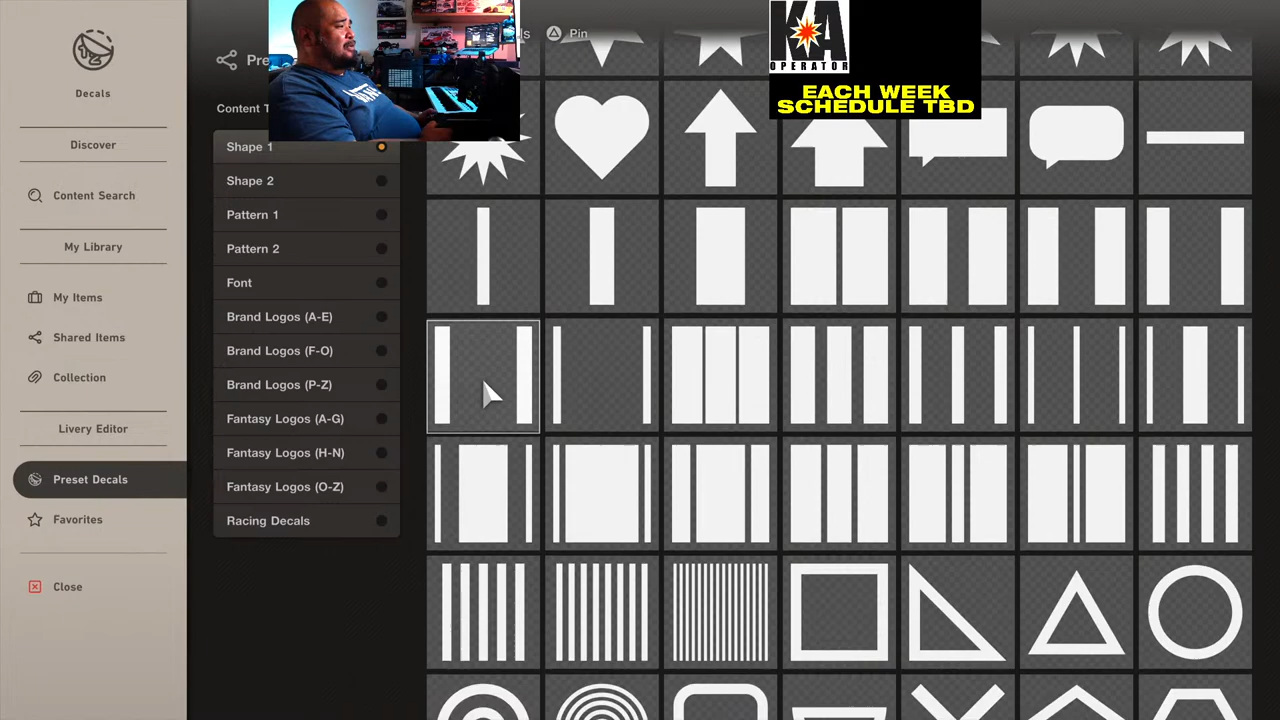 Decals
Discover
Content Search
My Library
My Items
Shared Items
Collection
Livery Editor
Preset Decals
Favorites
Close
Pin
Content
Shape 1
Shape 2
Pattern 1
Pattern 2
Font
Brand Logos (A-E)
Brand Logos (F-O)
Brand Logos (P-Z)
Fantasy Logos (A-G)
Fantasy Logos (H-N)
Fantasy Logos (O-Z)
Racing Decals
KA
OPERATOR
EACH WEEK
SCHEDULE TBD